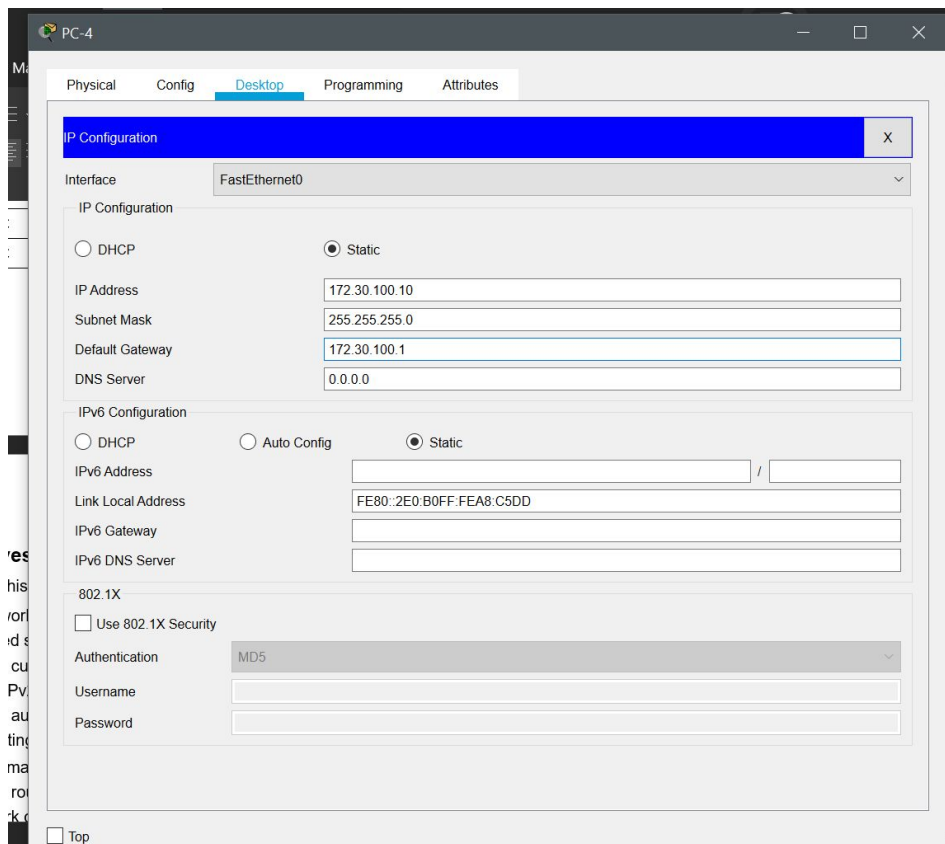 PC-4
Physical Config Desktop Programming Attributes
IP Configuration X
Interface FastEthernet0
IP Configuration
DHCP Static
IP Address 172.30.100.10
Subnet Mask 255.255.255.0
Default Gateway 172.30.100.1
DNS Server 0.0.0.0
IPv6 Configuration
DHCP Auto Config Static
IPv6 Address /
Link Local Address FE80::2E0:B0FF:FEA8:C5DD
IPv6 Gateway
IPv6 DNS Server
802.1X
Use 802.1X Security
Authentication MD5
Username
Password
Top